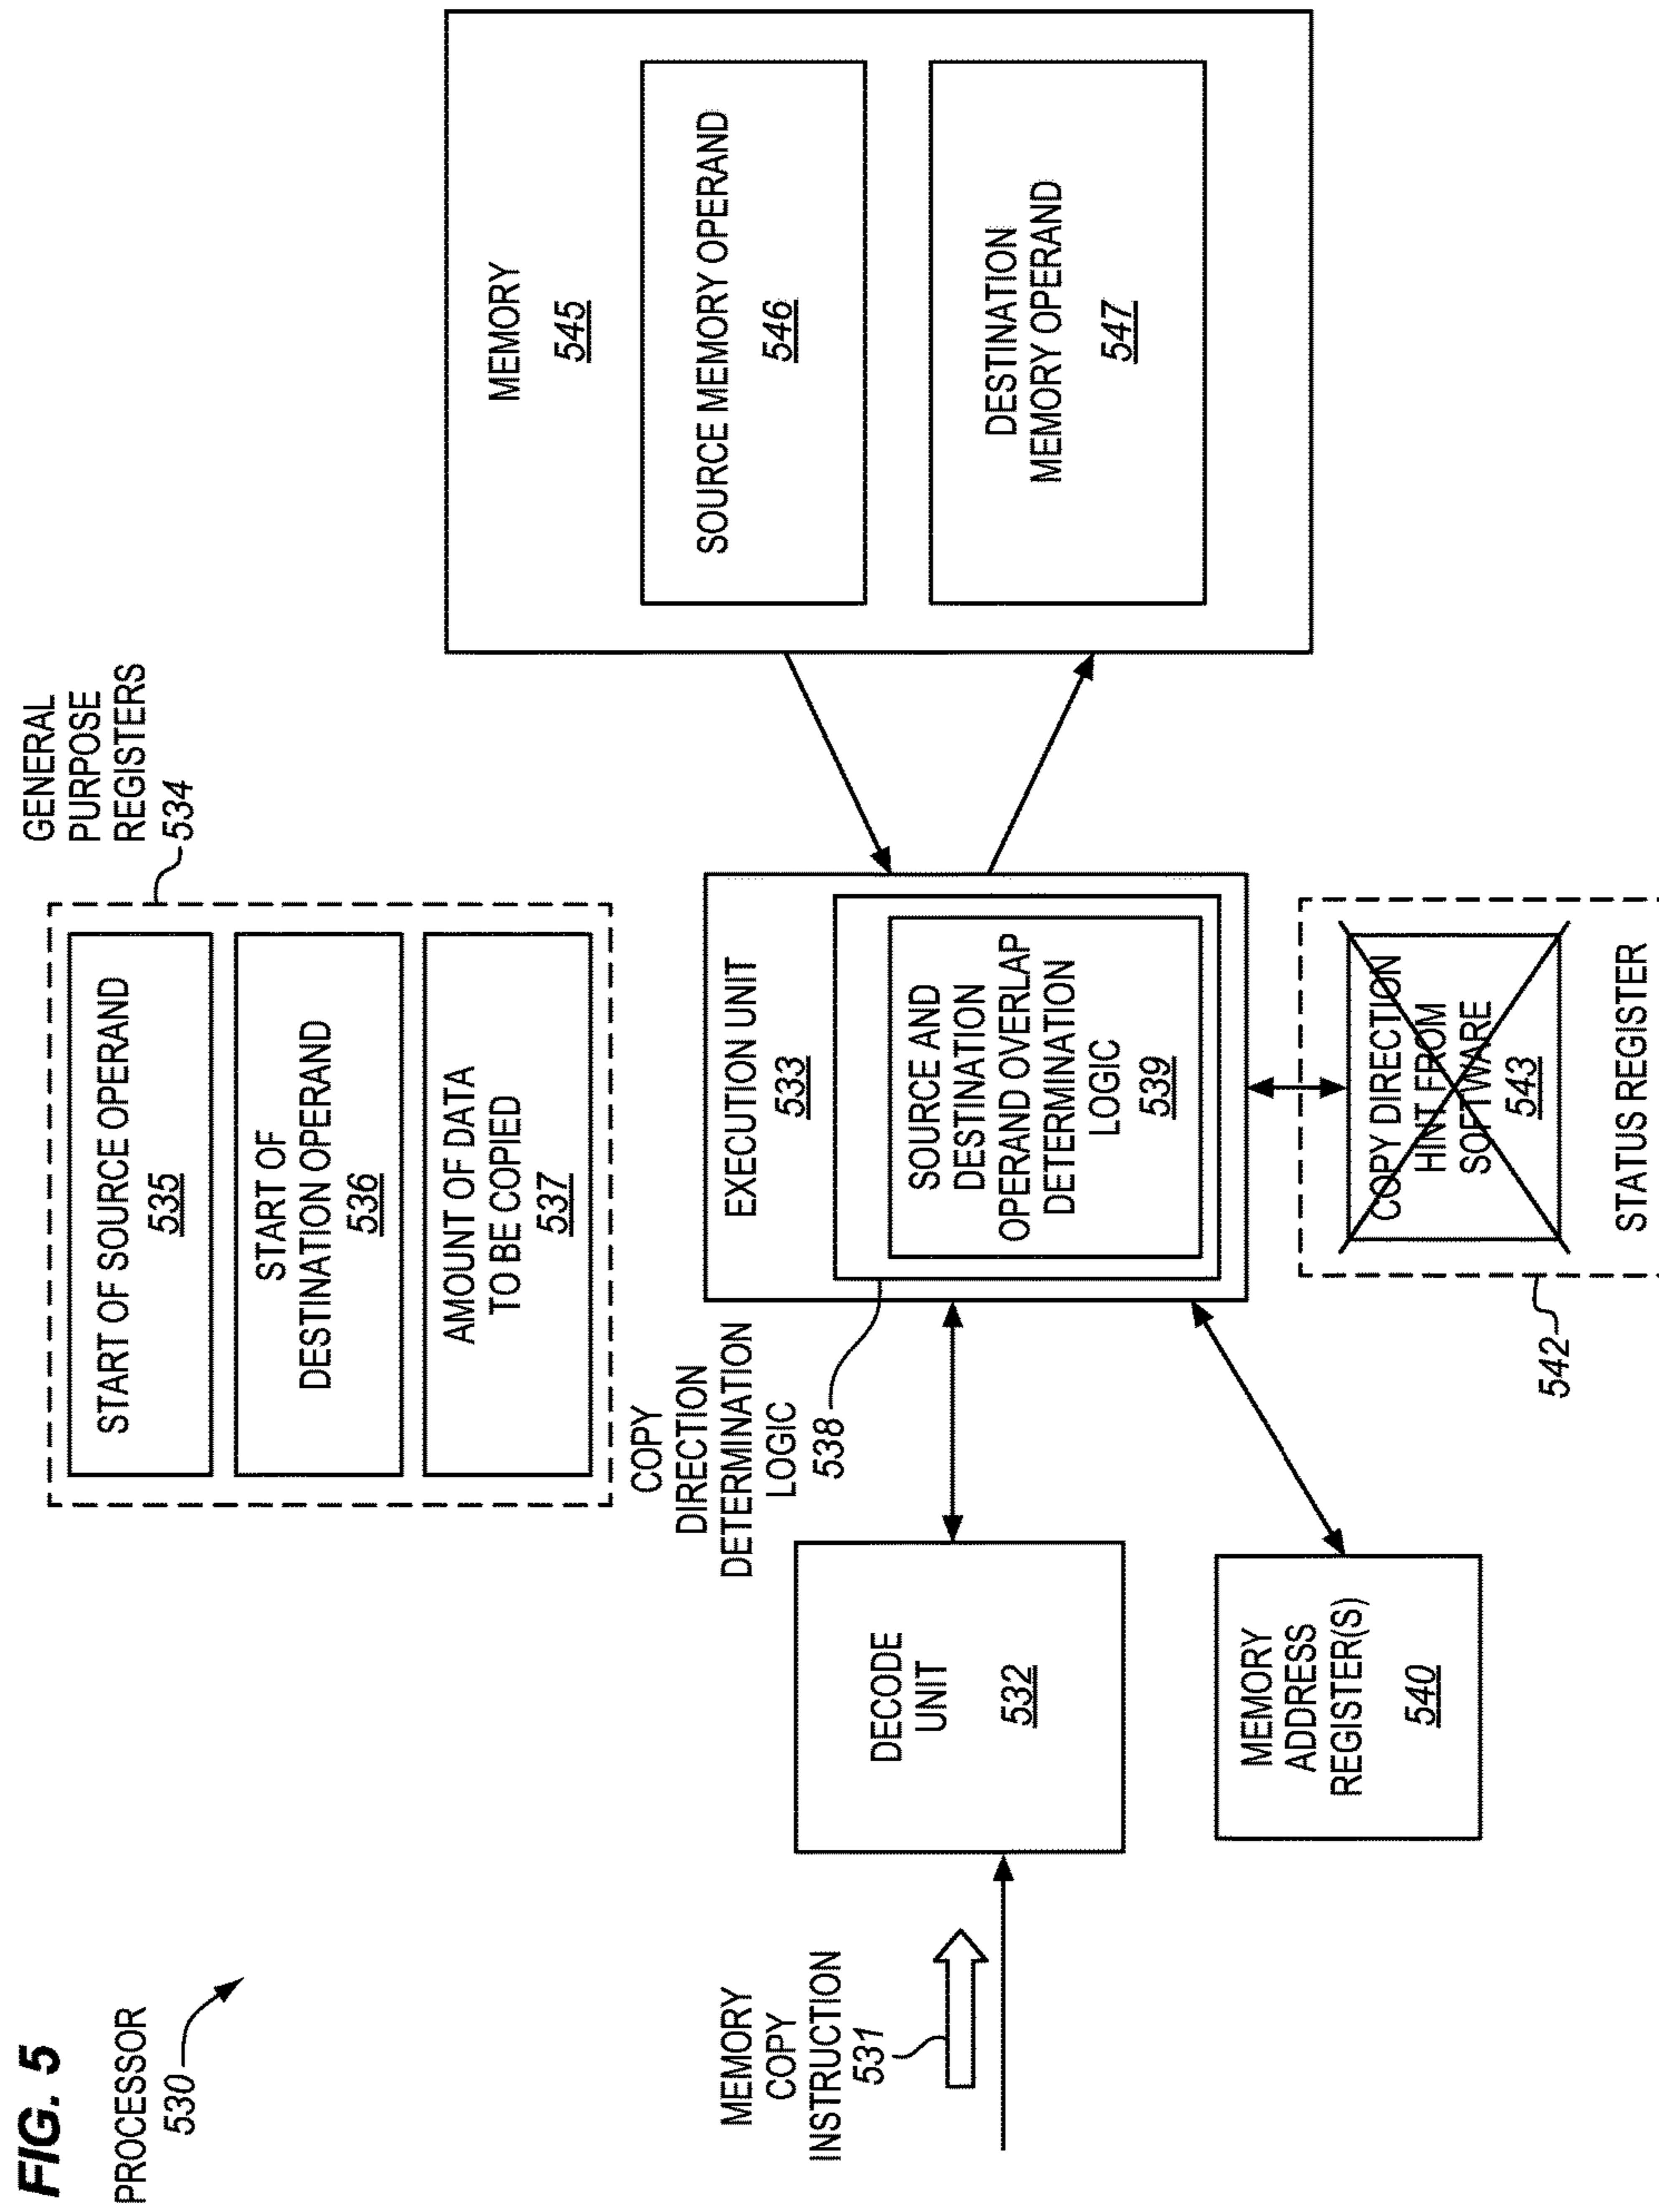 FIG. 5
PROCESSOR
530
GENERAL
PURPOSE
REGISTERS
534
START OF SOURCE OPERAND
535
START OF
DESTINATION OPERAND
536
AMOUNT OF DATA
TO BE COPIED
537
MEMORY
COPY
INSTRUCTION
531
DECODE
UNIT
532
COPY
DIRECTION
DETERMINATION
LOGIC
538
EXECUTION UNIT
533
SOURCE AND
DESTINATION
OPERAND OVERLAP
DETERMINATION
LOGIC
539
MEMORY
545
SOURCE MEMORY OPERAND
546
DESTINATION
MEMORY OPERAND
547
MEMORY
ADDRESS
REGISTER(S)
540
COPY DIRECTION
HINT FROM
SOFTWARE
543
STATUS REGISTER
542